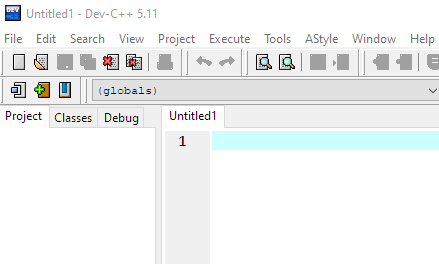 Untitled1 - Dev-C++ 5.11
File Edit Search View Project Execute Tools AStyle Window Help
(globals)
Project Classes Debug Untitled1
1